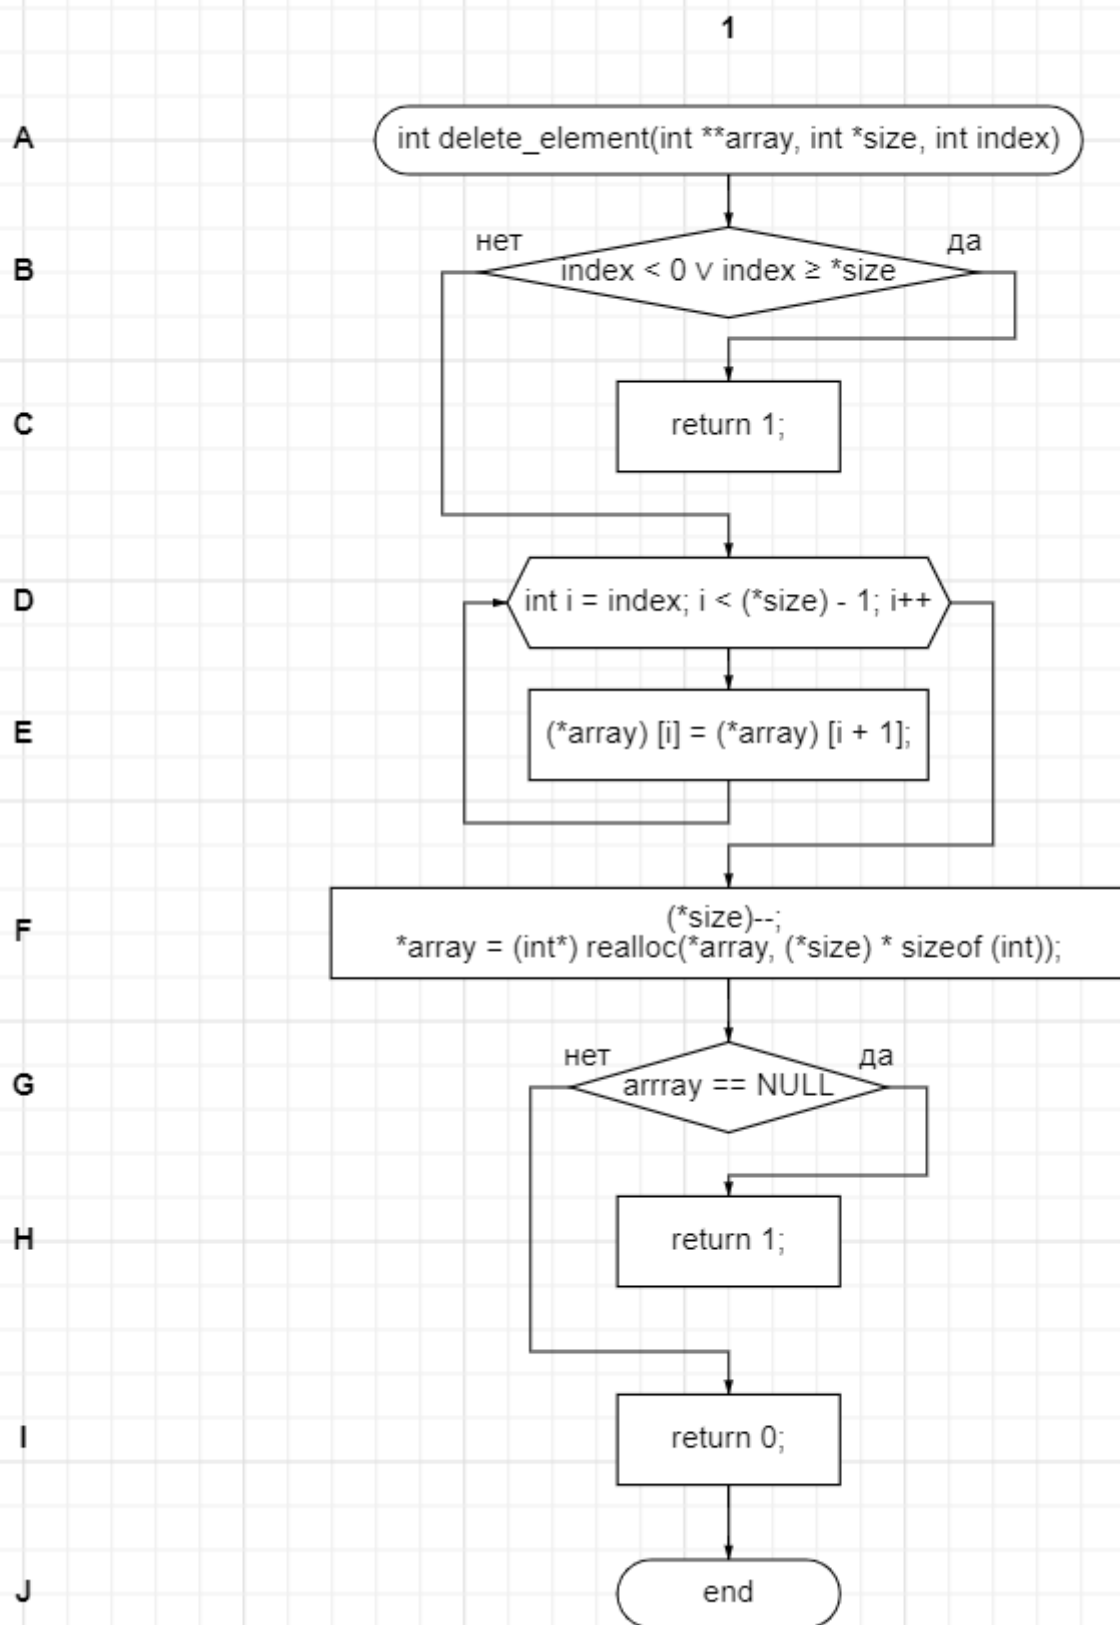 1
A
int delete_element(int **array, int *size, int index)
нет
да
B
index < 0 ∨ index ≥ *size
C
return 1;
D
int i = index; i < (*size) - 1; i++
E
(*array) [i] = (*array) [i + 1];
F
(*size)--;
*array = (int*) realloc(*array, (*size) * sizeof (int));
нет
да
G
arrray == NULL
H
return 1;
I
return 0;
J
end